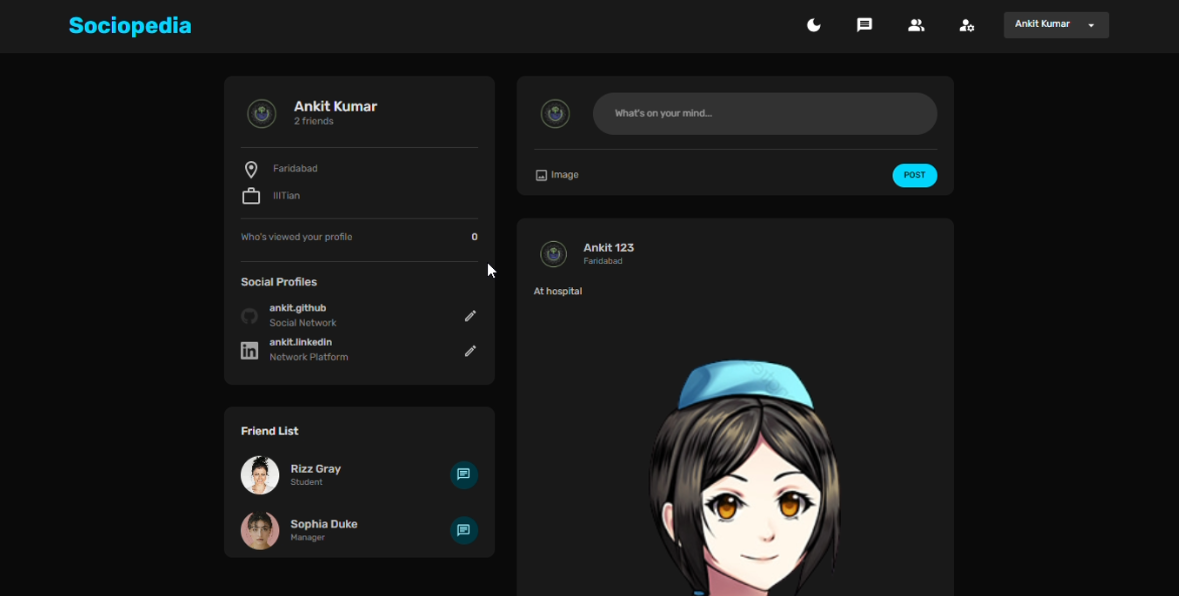 Sociopedia
Ankit Kumar
Ankit Kumar
2 friends
Faridabad
IIITian
Who's viewed your profile 0
Social Profiles
ankit.github
Social Network
ankit.linkedin
Network Platform
Friend List
Rizz Gray
Student
Sophia Duke
Manager
What's on your mind...
Image POST
Ankit 123
Faridabad
At hospital